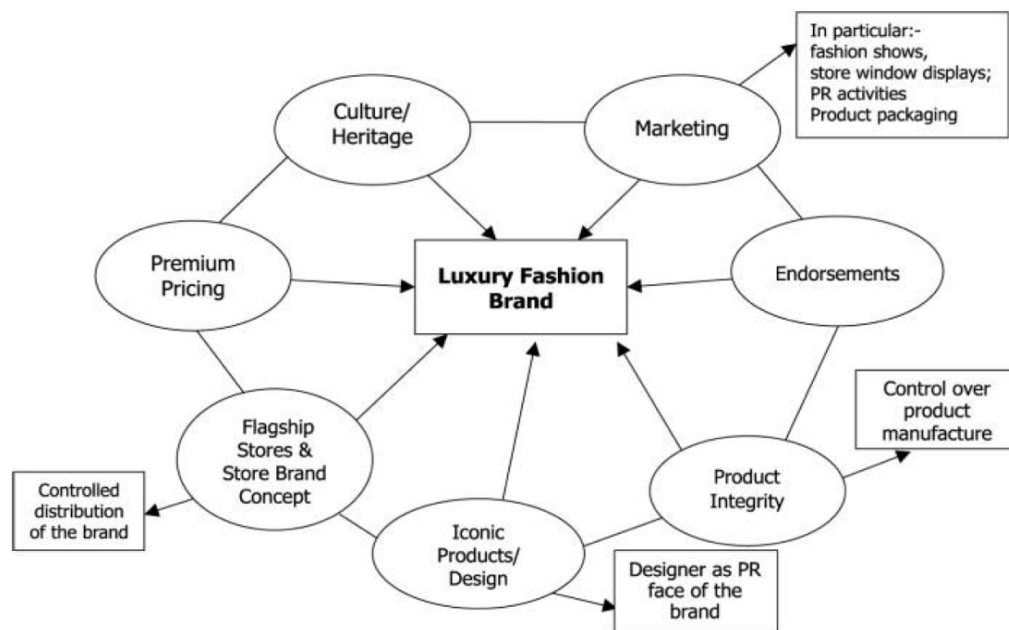 In particular:-
fashion shows,
store window displays;
PR activities
Product packaging
Culture/
Heritage
Marketing
Premium
Pricing
Luxury Fashion
Brand
Endorsements
Control over
product
manufacture
Flagship
Stores &
Store Brand
Concept
Product
Integrity
Controlled
distribution
of the brand
Iconic
Products/
Design
Designer as PR
face of the
brand